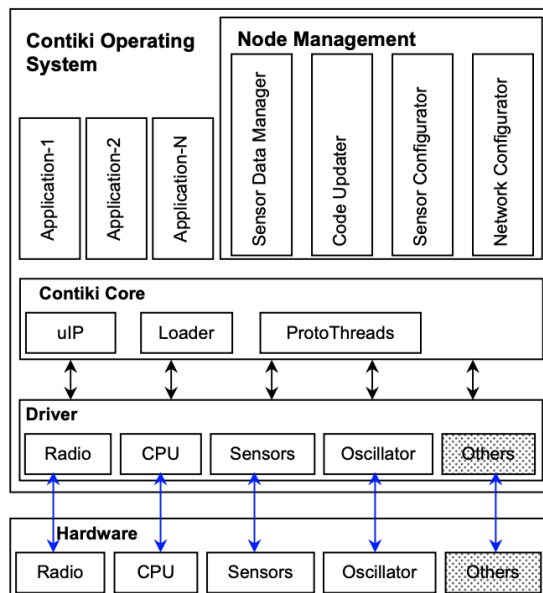 Contiki Operating
System
Node Management
Application-1
Application-2
Application-N
Sensor Data Manager
Code Updater
Sensor Configurator
Network Configurator
Contiki Core
uIP
Loader
ProtoThreads
Driver
Radio
CPU
Sensors
Oscillator
Others
Hardware
Radio
CPU
Sensors
Oscillator
Others